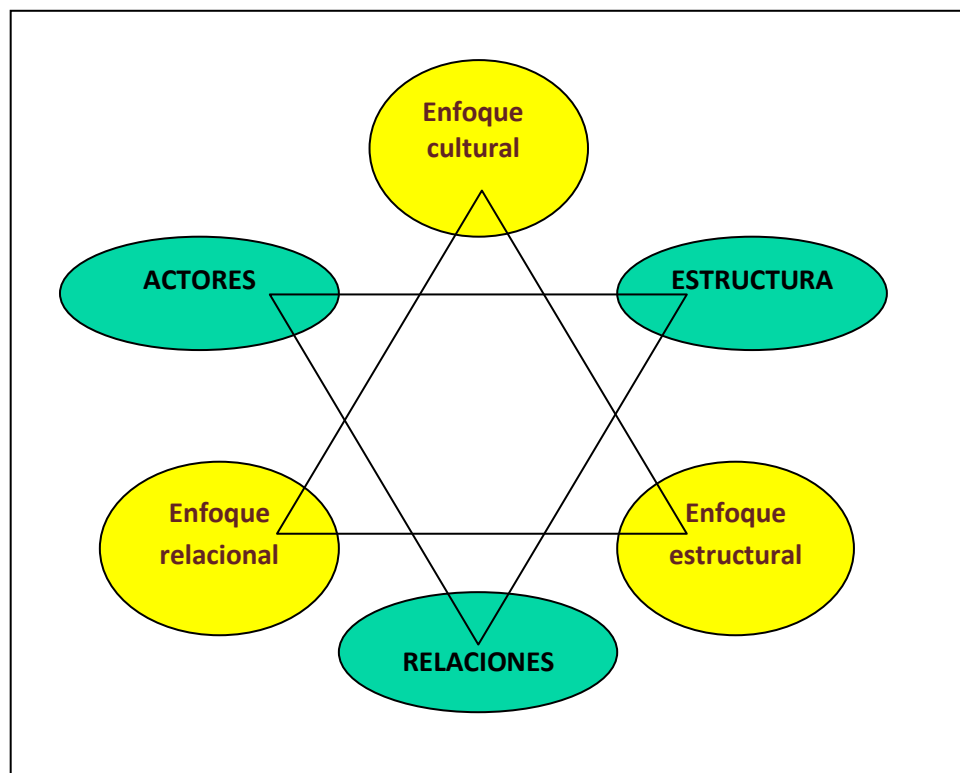 Enfoque
cultural
ACTORES
ESTRUCTURA
Enfoque
relacional
Enfoque
estructural
RELACIONES